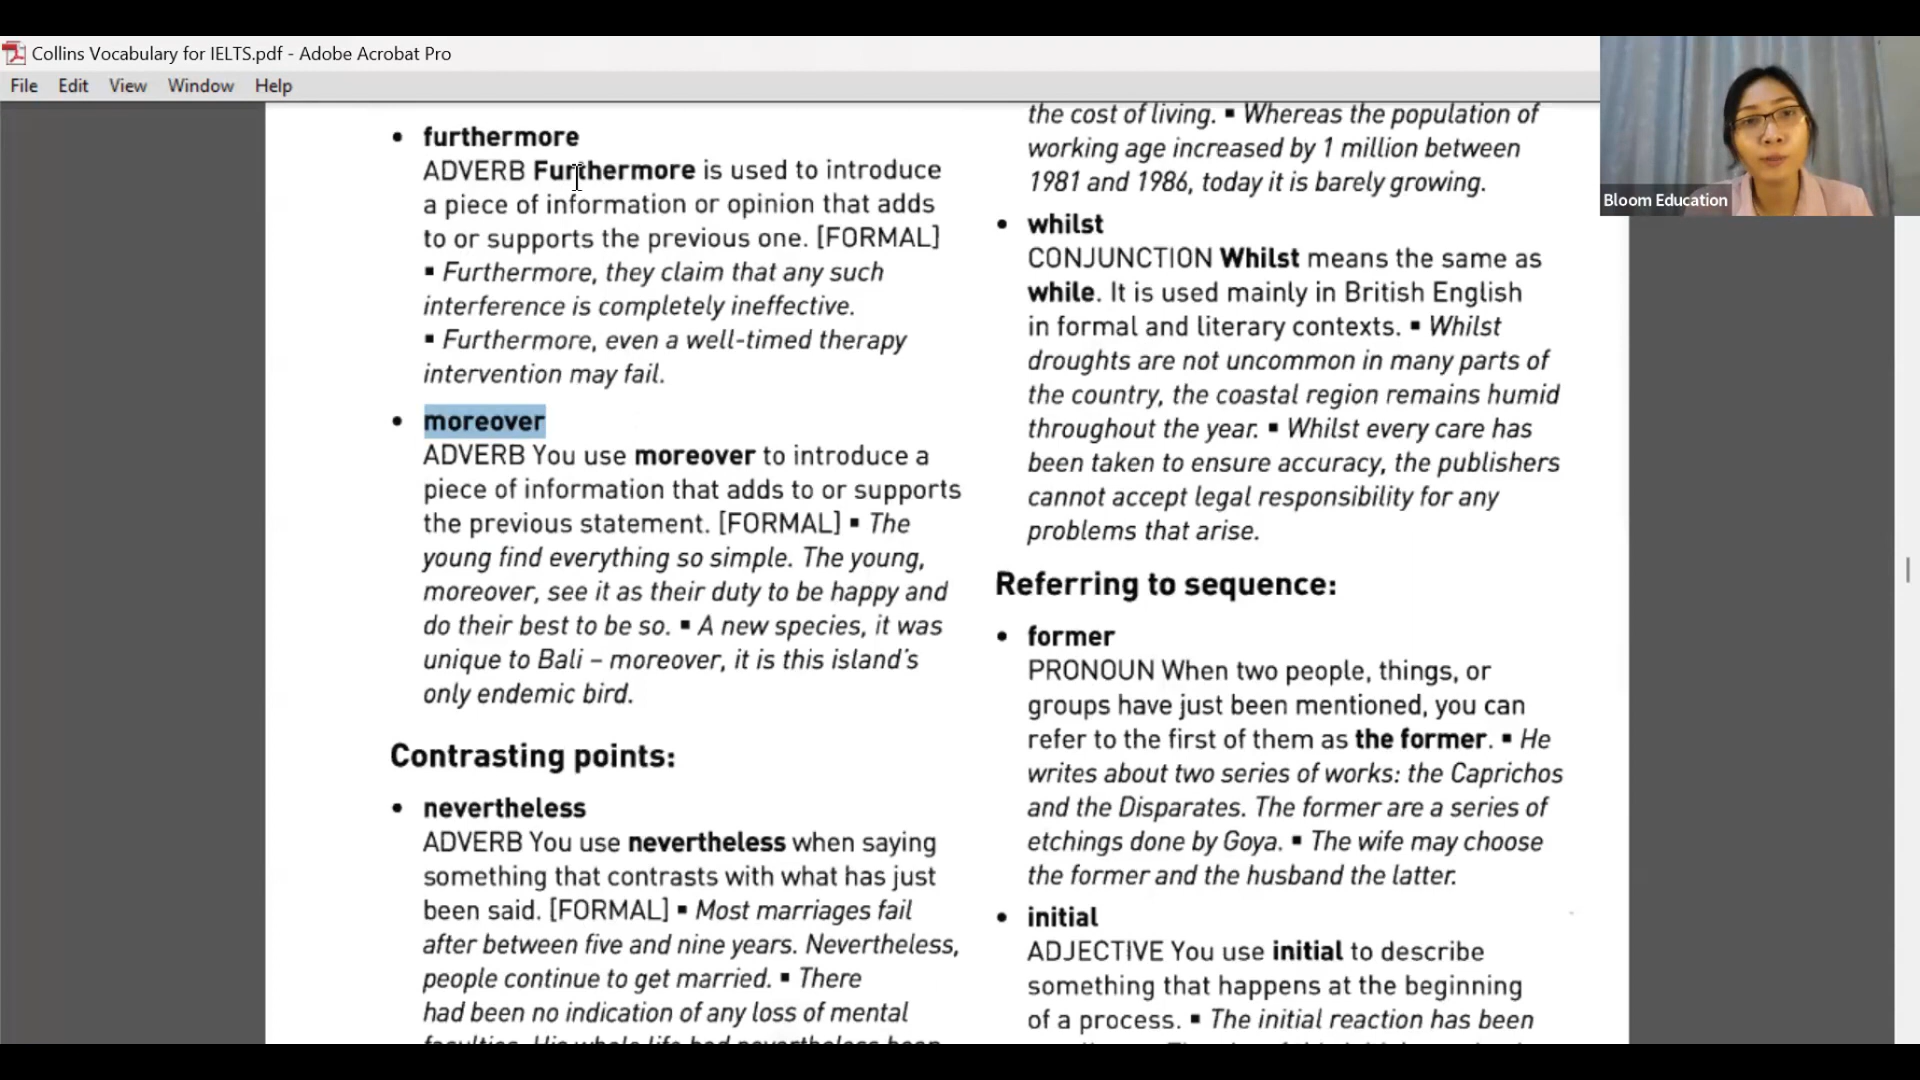 Collins Vocabulary for IELTS.pdf - Adobe Acrobat Pro
File Edit View Window Help
• furthermore
ADVERB Furthermore is used to introduce
a piece of information or opinion that adds
to or supports the previous one. [FORMAL]
▪ Furthermore, they claim that any such
interference is completely ineffective.
▪ Furthermore, even a well-timed therapy
intervention may fail.
• moreover
ADVERB You use moreover to introduce a
piece of information that adds to or supports
the previous statement. [FORMAL] ▪ The
young find everything so simple. The young,
moreover, see it as their duty to be happy and
do their best to be so. ▪ A new species, it was
unique to Bali – moreover, it is this island's
only endemic bird.
Contrasting points:
• nevertheless
ADVERB You use nevertheless when saying
something that contrasts with what has just
been said. [FORMAL] ▪ Most marriages fail
after between five and nine years. Nevertheless,
people continue to get married. ▪ There
had been no indication of any loss of mental
the cost of living. ▪ Whereas the population of
working age increased by 1 million between
1981 and 1986, today it is barely growing.
• whilst
CONJUNCTION Whilst means the same as
while. It is used mainly in British English
in formal and literary contexts. ▪ Whilst
droughts are not uncommon in many parts of
the country, the coastal region remains humid
throughout the year. ▪ Whilst every care has
been taken to ensure accuracy, the publishers
cannot accept legal responsibility for any
problems that arise.
Referring to sequence:
• former
PRONOUN When two people, things, or
groups have just been mentioned, you can
refer to the first of them as the former. ▪ He
writes about two series of works: the Caprichos
and the Disparates. The former are a series of
etchings done by Goya. ▪ The wife may choose
the former and the husband the latter.
• initial
ADJECTIVE You use initial to describe
something that happens at the beginning
of a process. ▪ The initial reaction has been
Bloom Education